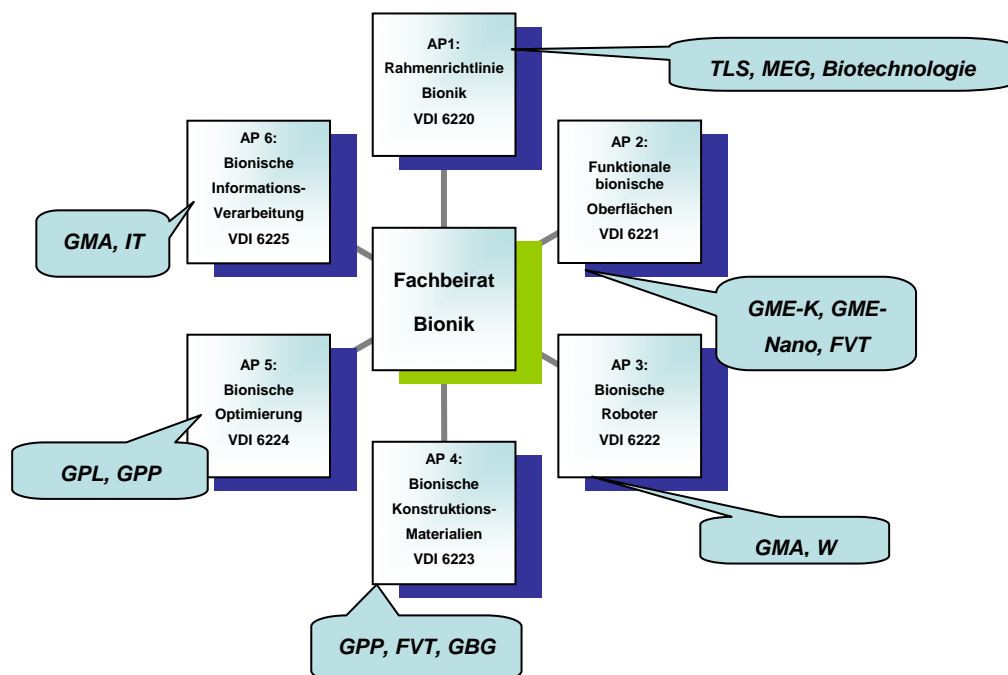 AP1:
Rahmenrichtlinie
Bionik
VDI 6220
TLS, MEG, Biotechnologie
AP 6:
Bionische
Informations-
Verarbeitung
VDI 6225
GMA, IT
AP 2:
Funktionale
bionische
Oberflächen
VDI 6221
GME-K, GME-
Nano, FVT
Fachbeirat
Bionik
AP 5:
Bionische
Optimierung
VDI 6224
GPL, GPP
AP 3:
Bionische
Roboter
VDI 6222
GMA, W
AP 4:
Bionische
Konstruktions-
Materialien
VDI 6223
GPP, FVT, GBG